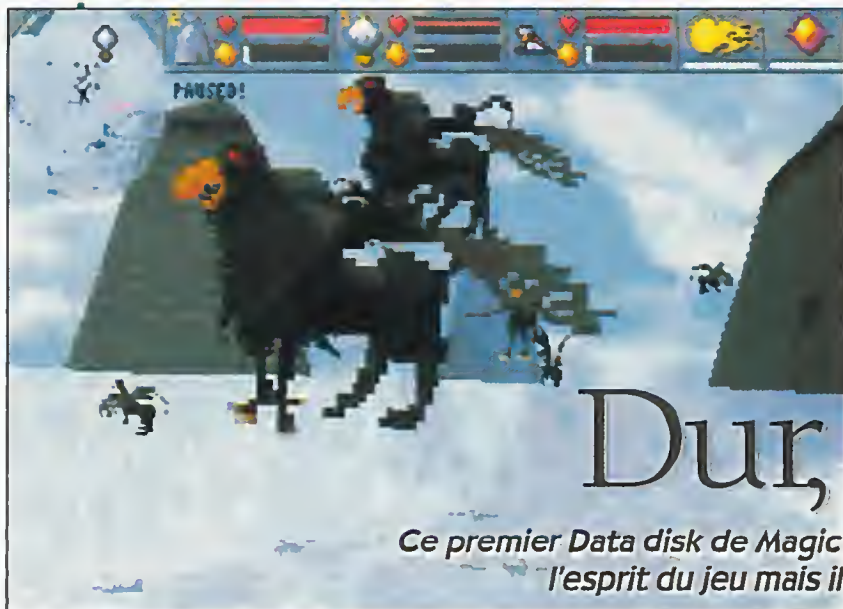 PAUSED!
Dur,
Ce premier Data disk de Magic
l'esprit du jeu mais il